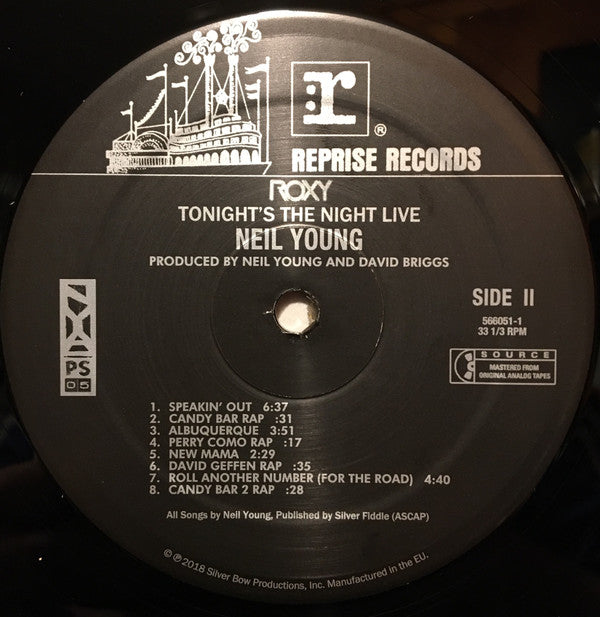 r
®
REPRISE RECORDS
ROXY
TONIGHT'S THE NIGHT LIVE
NEIL YOUNG
PRODUCED BY NEIL YOUNG AND DAVID BRIGGS
NYA
PS
05
SIDE II
566051-1
33 1/3 RPM
SOURCE
MASTERED FROM
ORIGINAL ANALOG TAPES
1. SPEAKIN' OUT 6:37
2. CANDY BAR RAP :31
3. ALBUQUERQUE 3:51
4. PERRY COMO RAP :17
5. NEW MAMA 2:29
6. DAVID GEFFEN RAP :35
7. ROLL ANOTHER NUMBER (FOR THE ROAD) 4:40
8. CANDY BAR 2 RAP :28
All Songs by Neil Young, Published by Silver Fiddle (ASCAP)
©℗2018 Silver Bow Productions, Inc. Manufactured in the EU.